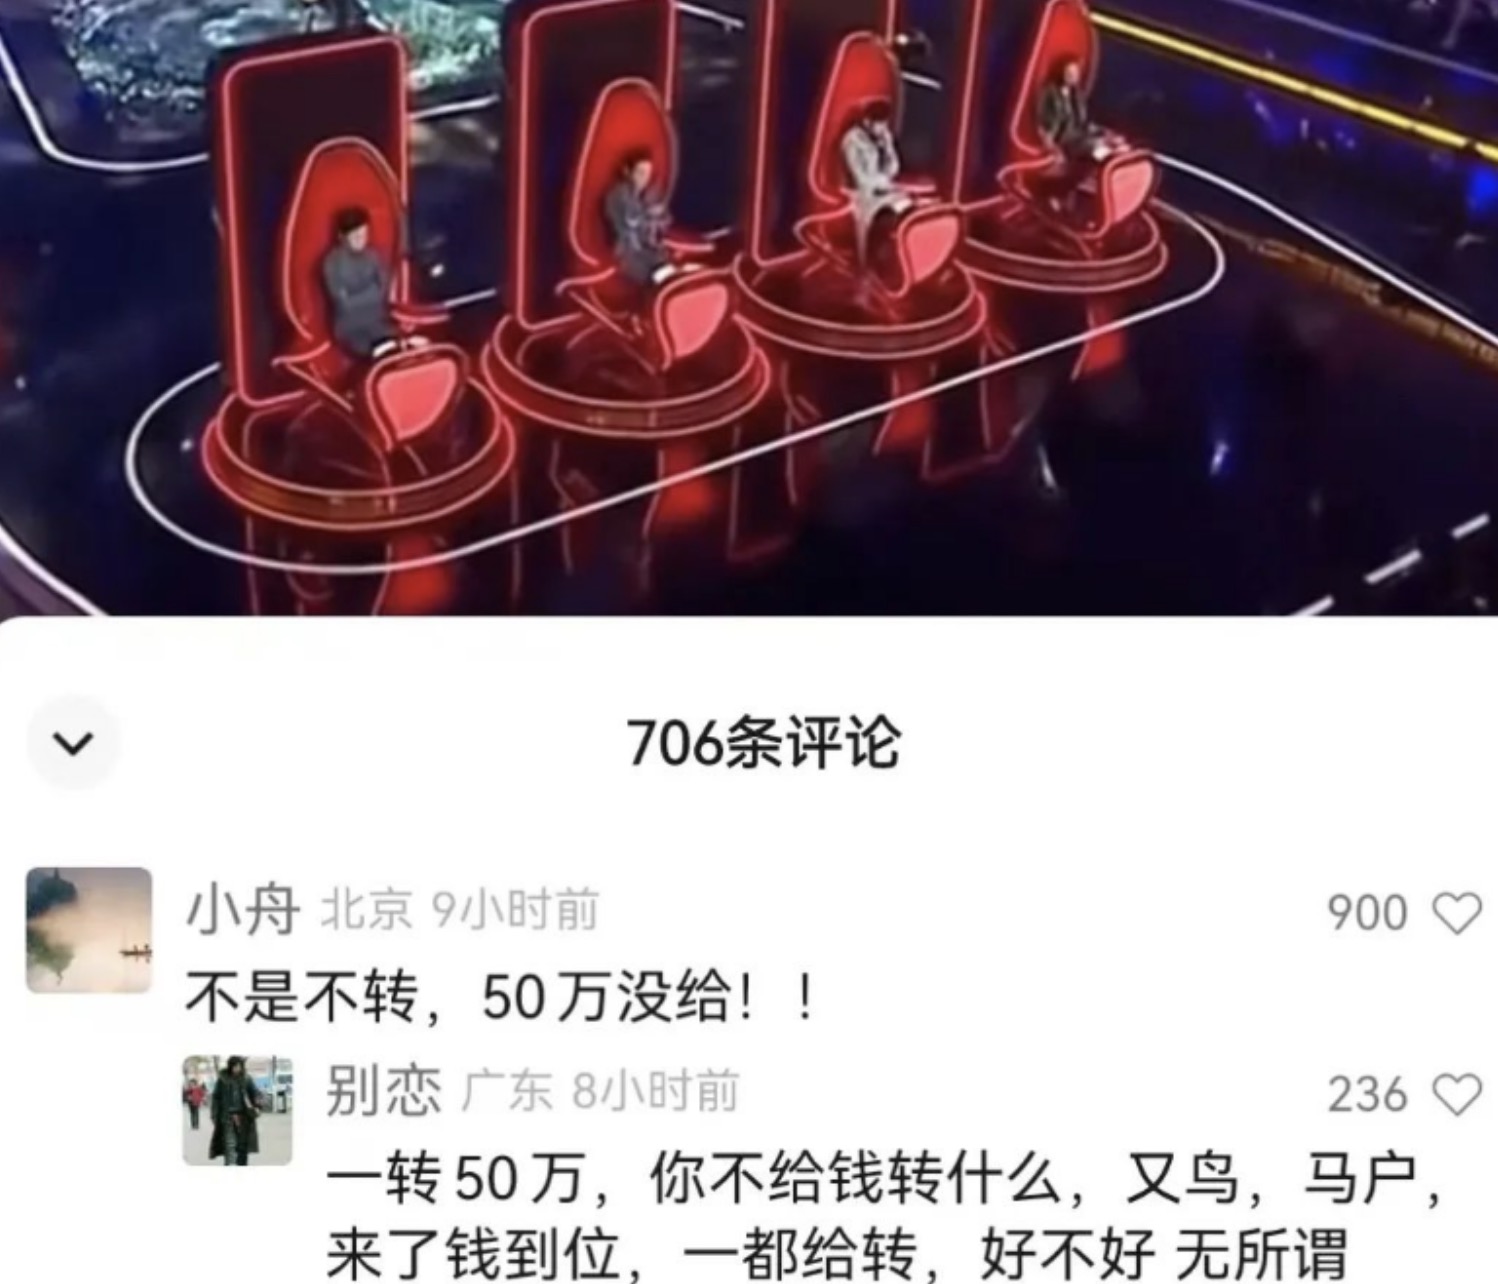 706条评论
小舟 北京 9小时前 900
不是不转，50万没给！！
别恋 广东 8小时前 236
一转50万，你不给钱转什么，又鸟，马户，
来了钱到位，一都给转，好不好 无所谓